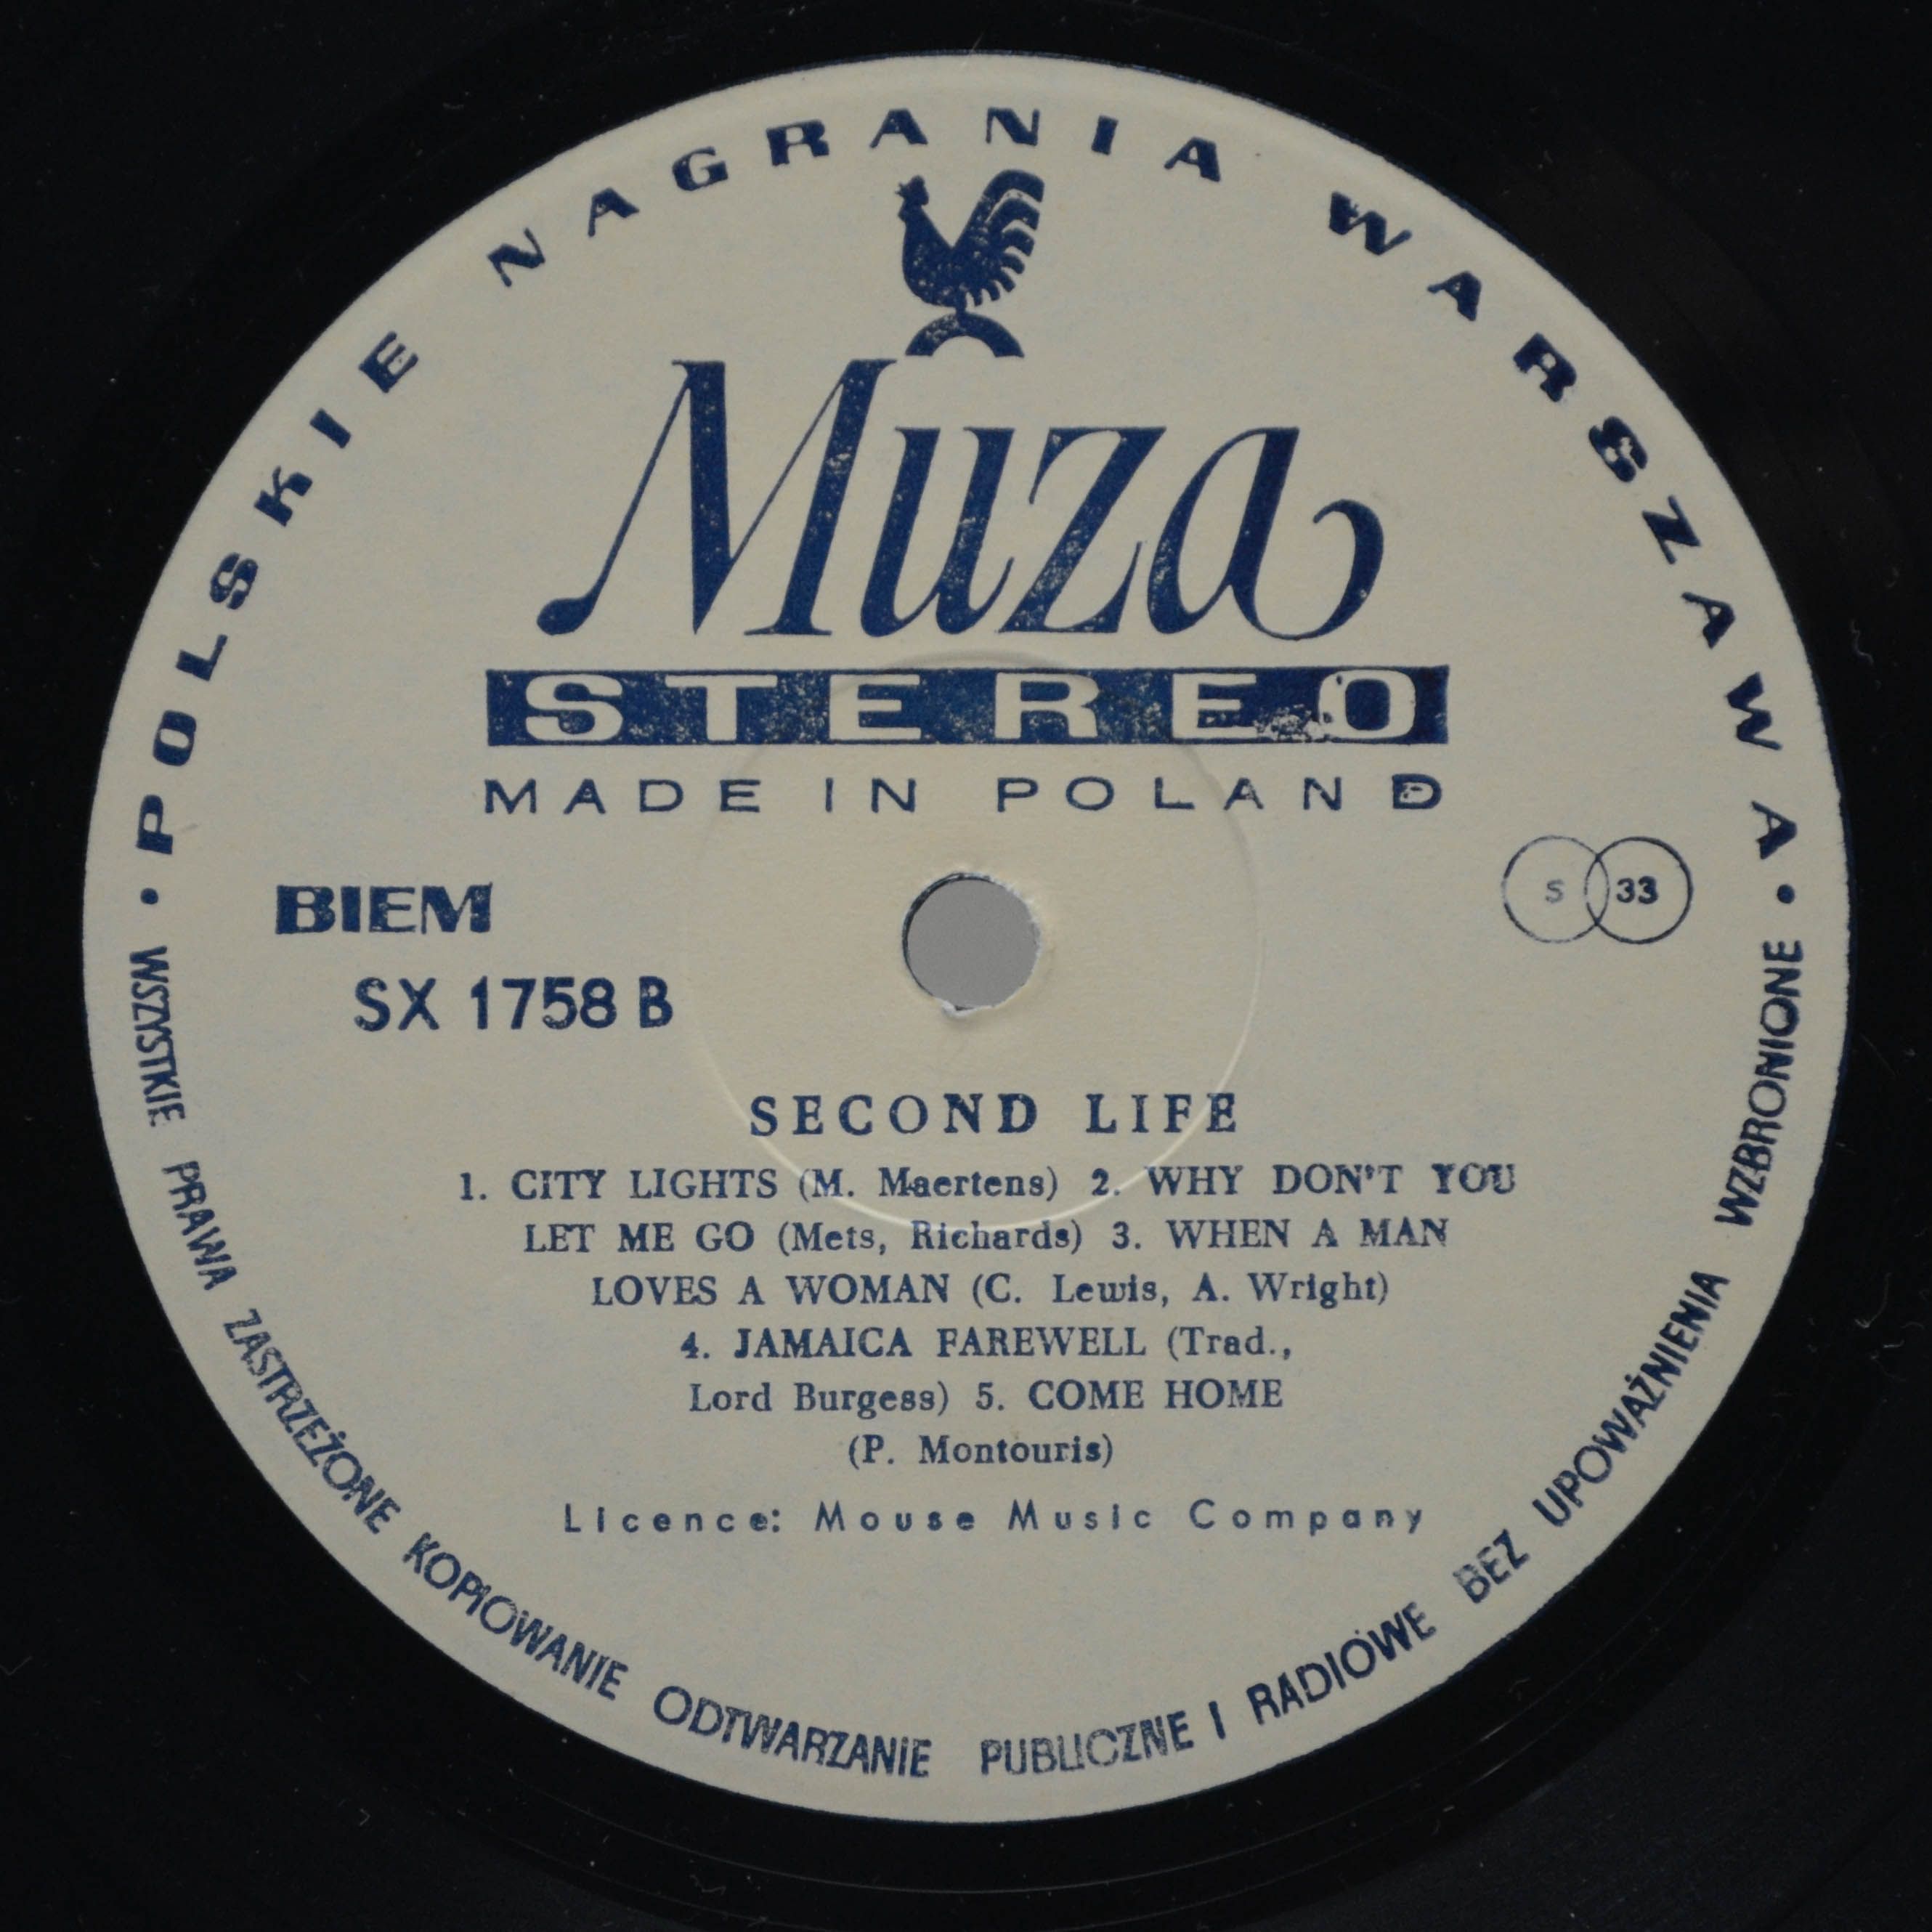 POLSKIE NAGRANIA WARSZAWA
Muza
STEREO
MADE IN POLAND
BIEM
S 33
SX 1758 B
SECOND LIFE
1. CITY LIGHTS (M. Maertens) 2. WHY DON'T YOU
LET ME GO (Mets, Richards) 3. WHEN A MAN
LOVES A WOMAN (C. Lewis, A. Wright)
4. JAMAICA FAREWELL (Trad.,
Lord Burgess) 5. COME HOME
(P. Montouris)
Licence: Mouse Music Company
• WSZYSTKIE PRAWA ZASTRZEŻONE KOPIOWANIE ODTWARZANIE PUBLICZNE I RADIOWE BEZ UPOWAŻNIENIA WZBRONIONE •